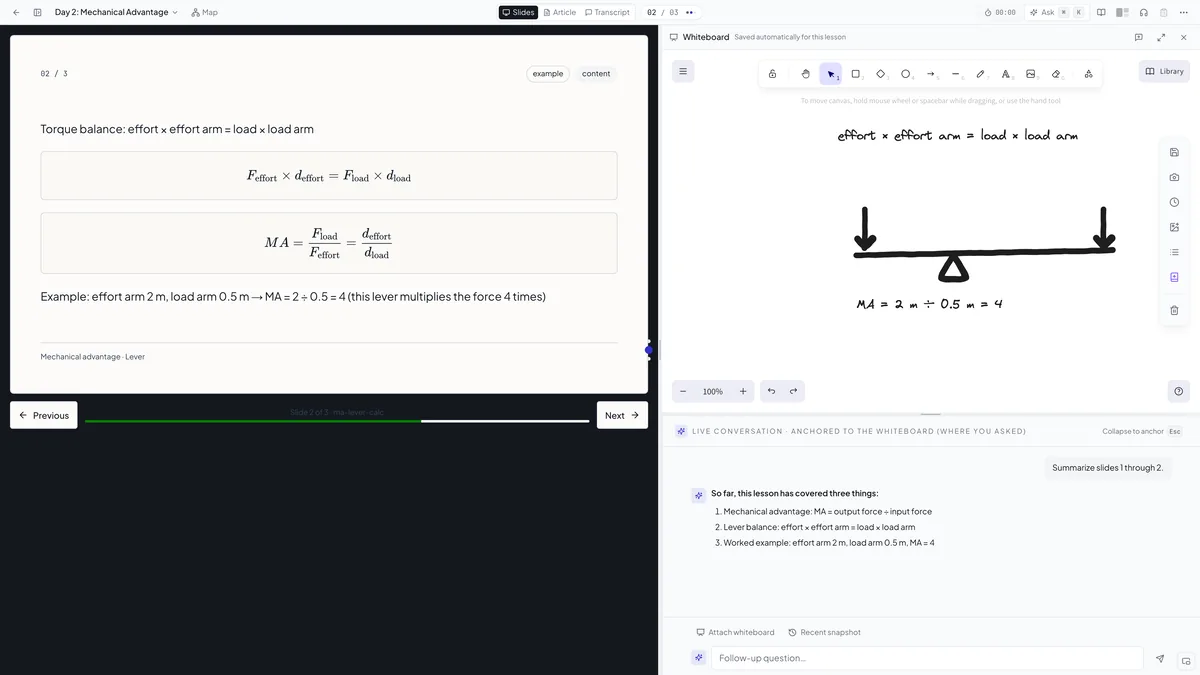 Day 2: Mechanical Advantage
Map
Slides
Article
Transcript
02 / 03
00:00
Ask
⌘
K
02 / 3
example
content
Torque balance: effort × effort arm = load × load arm
F effort × d effort = F load × d load
MA = F load / F effort = d effort / d load
Example: effort arm 2 m, load arm 0.5 m → MA = 2 ÷ 0.5 = 4 (this lever multiplies the force 4 times)
Mechanical advantage · Lever
Previous
Slide 2 of 3 · ma-lever-calc
Next
Whiteboard
Saved automatically for this lesson
Library
To move canvas, hold mouse wheel or spacebar while dragging, or use the hand tool
effort × effort arm = load × load arm
MA = 2 m ÷ 0.5 m = 4
100%
LIVE CONVERSATION · ANCHORED TO THE WHITEBOARD (WHERE YOU ASKED)
Collapse to anchor
Esc
Summarize slides 1 through 2.
So far, this lesson has covered three things:
1. Mechanical advantage: MA = output force ÷ input force
2. Lever balance: effort × effort arm = load × load arm
3. Worked example: effort arm 2 m, load arm 0.5 m, MA = 4
Attach whiteboard
Recent snapshot
Follow-up question...